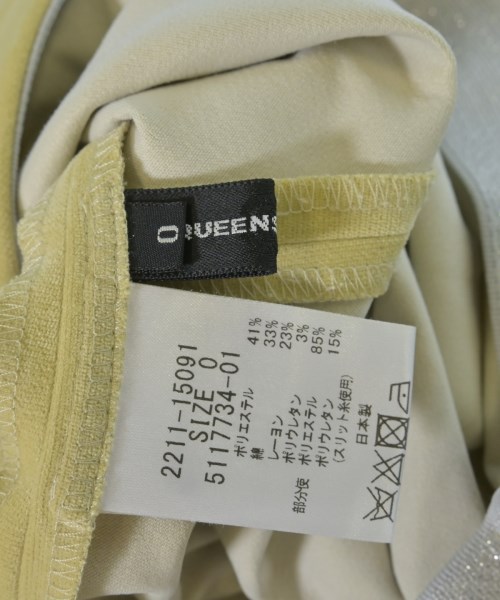 0
QUEENS
2211-15091
SIZE 0
5117734-01
ポリエステル 41%
綿 33%
レーヨン 23%
ポリウレタン 3%
部分使 ポリエステル 85%
ポリウレタン 15%
(スリット糸使用)
日本製